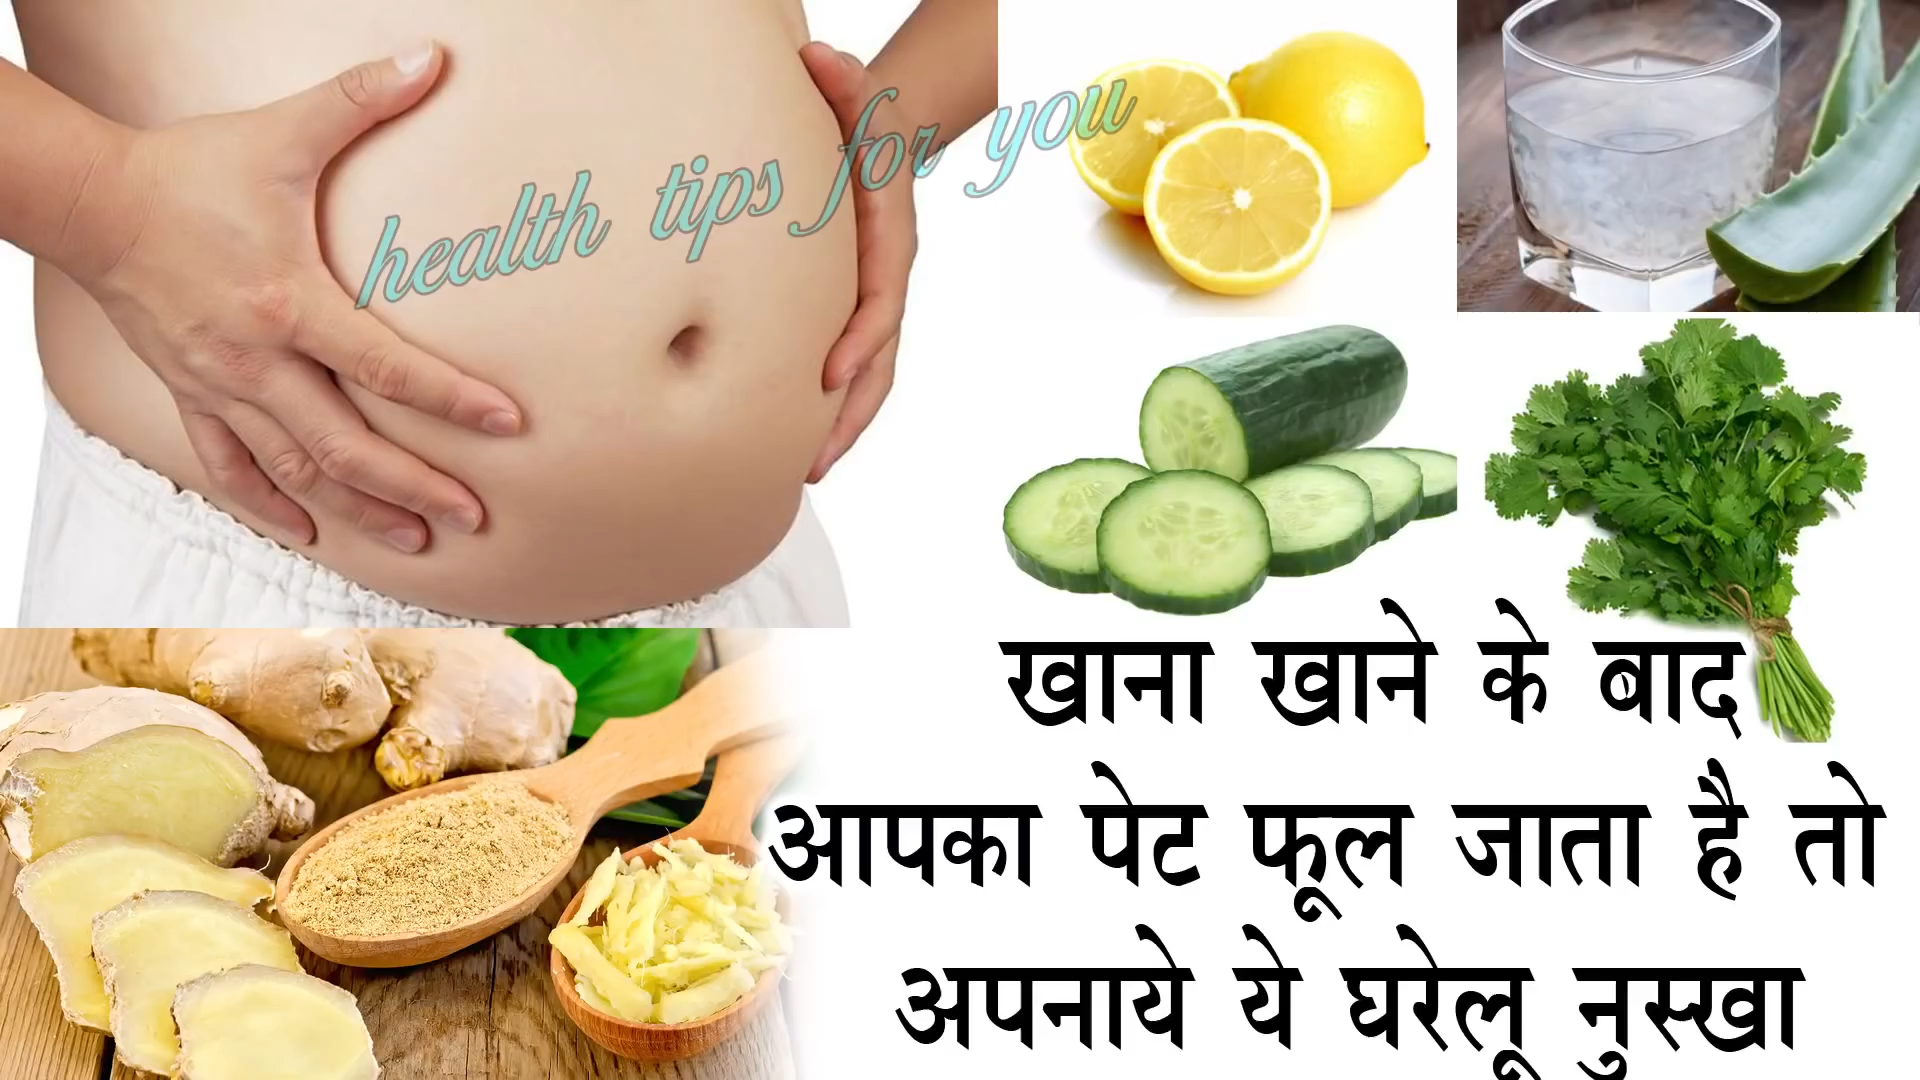 health tips for you
खाना खाने के बाद
आपका पेट फूल जाता है तो
अपनाये ये घरेलू नुस्खा